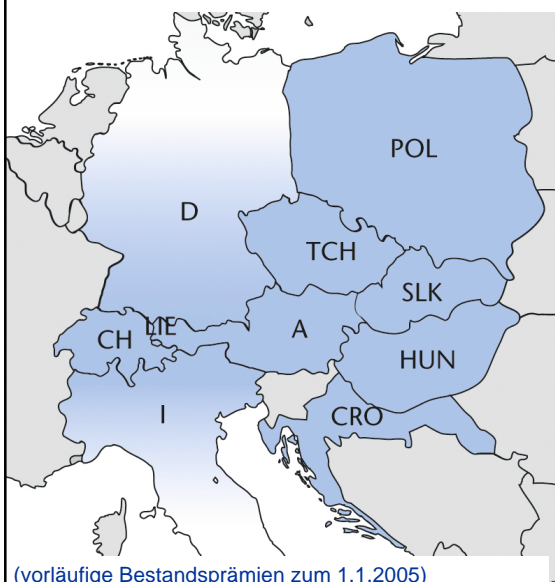 POL
D
TCH
SLK
LIE
A
CH
HUN
I
CRO
(vorläufige Bestandsprämien zum 1.1.2005)